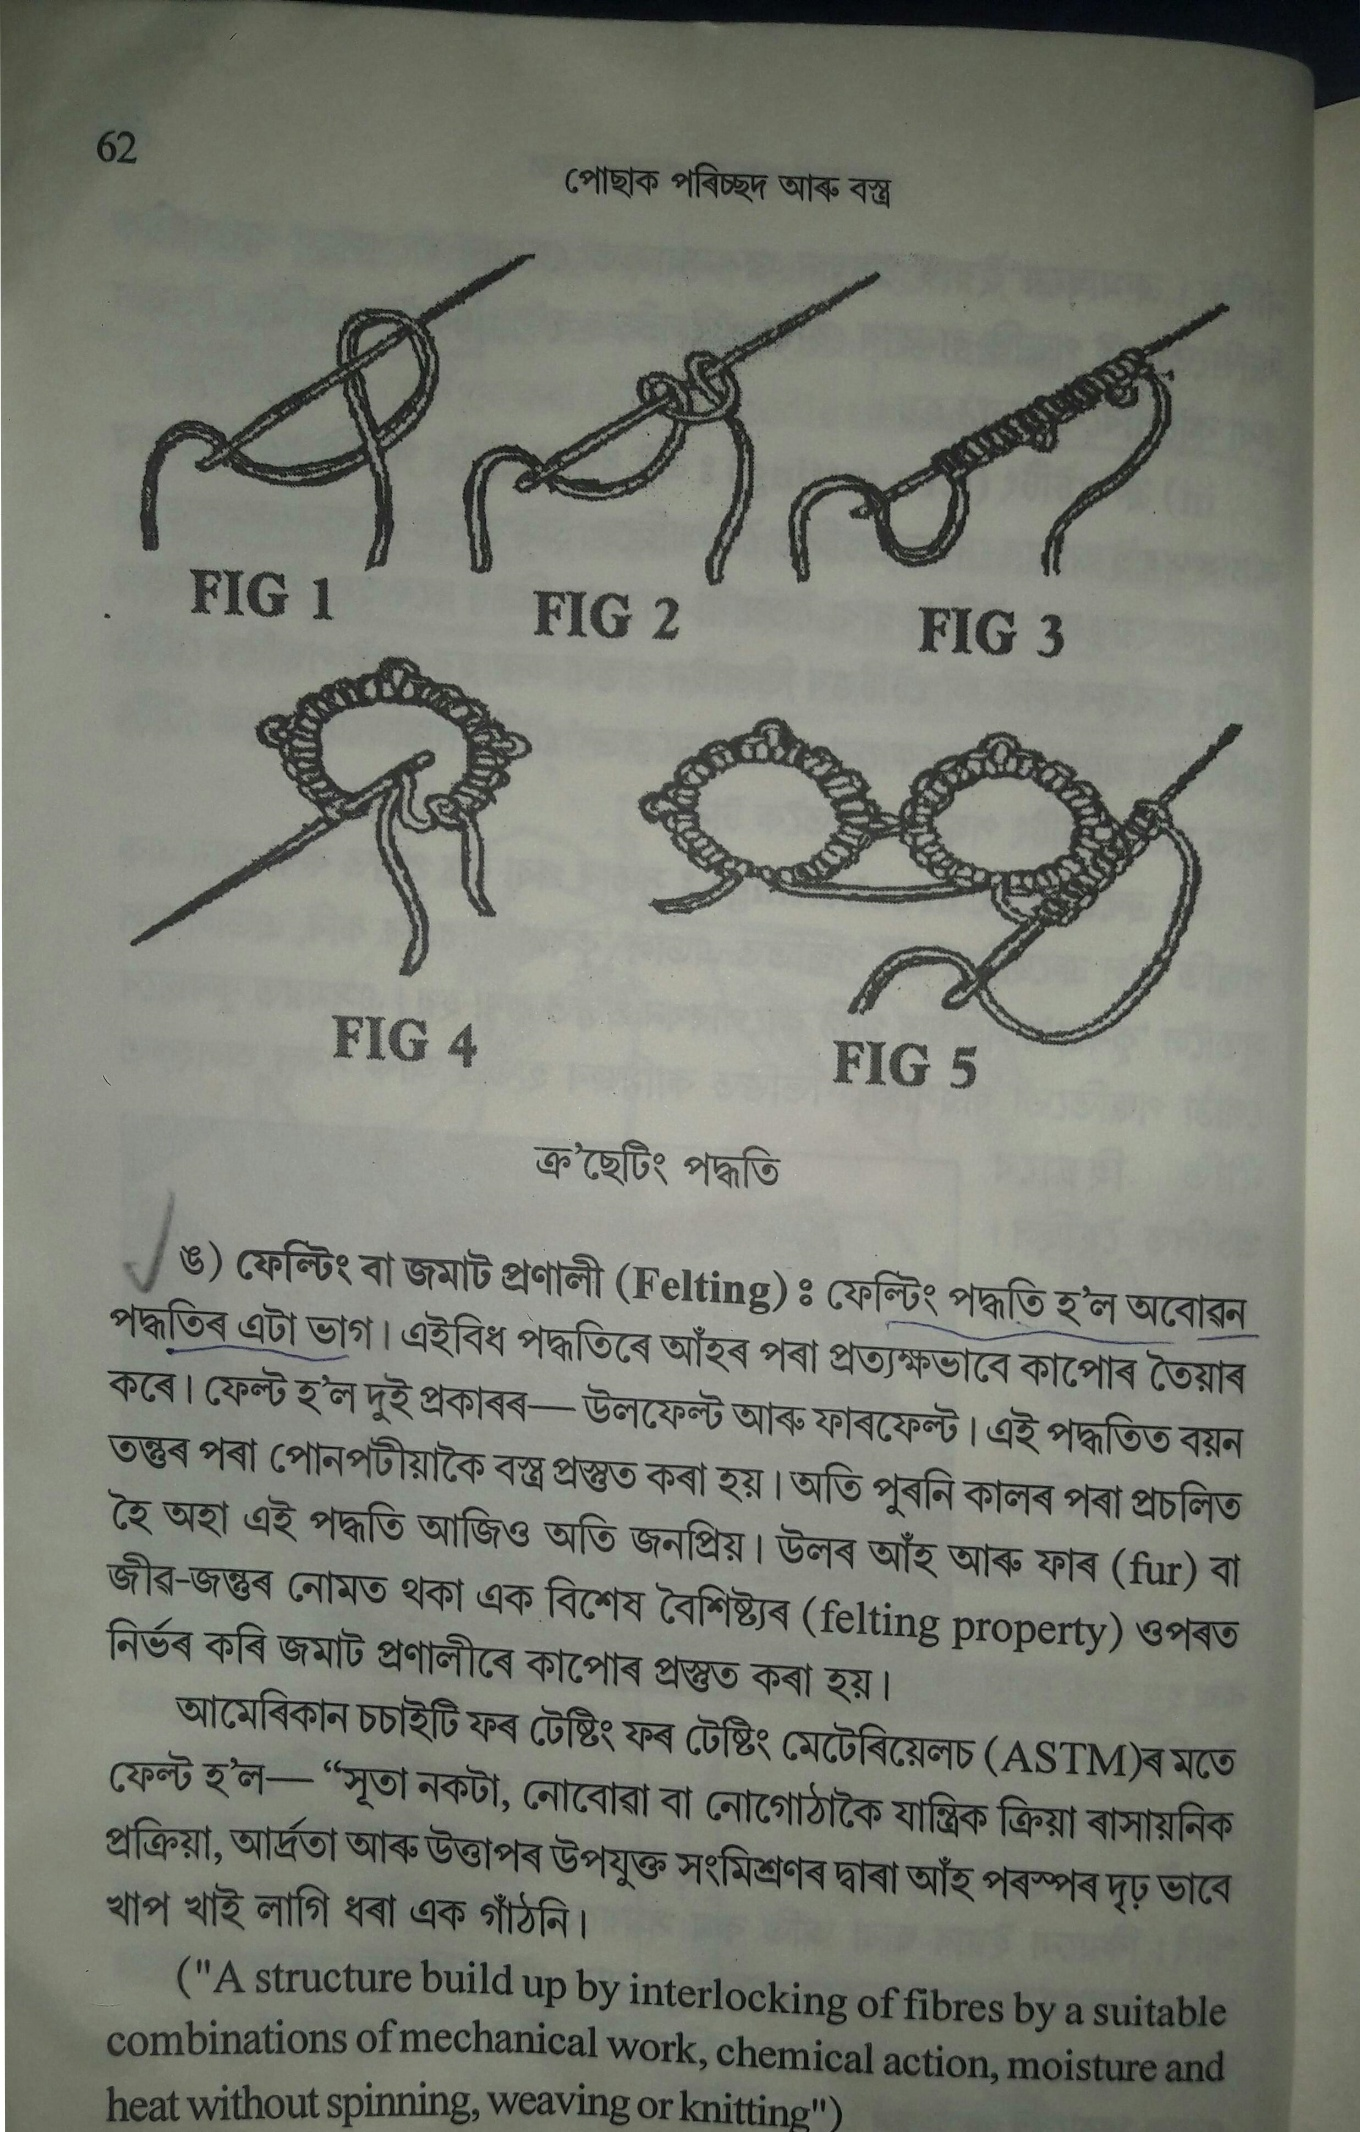 62
পোছাক পৰিচ্ছদ আৰু বস্ত্ৰ
FIG 1
FIG 2
FIG 3
FIG 4
FIG 5
ক্ৰ'ছেটিং পদ্ধতি
ঙ) ফেল্টিং বা জমাট প্ৰণালী (Felting) ঃ ফেল্টিং পদ্ধতি হ'ল অবোৱন
পদ্ধতিৰ এটা ভাগ। এইবিধ পদ্ধতিৰে আঁহৰ পৰা প্ৰত্যক্ষভাবে কাপোৰ তৈয়াৰ
কৰে। ফেল্ট হ'ল দুই প্ৰকাৰৰ— উলফেল্ট আৰু ফাৰফেল্ট। এই পদ্ধতিত বয়ন
তন্তুৰ পৰা পোনপটীয়াকৈ বস্ত্ৰ প্ৰস্তুত কৰা হয়। অতি পুৰনি কালৰ পৰা প্ৰচলিত
হৈ অহা এই পদ্ধতি আজিও অতি জনপ্ৰিয়। উলৰ আঁহ আৰু ফাৰ (fur) বা
জীৱ-জন্তুৰ নোমত থকা এক বিশেষ বৈশিষ্ট্যৰ (felting property) ওপৰত
নিৰ্ভৰ কৰি জমাট প্ৰণালীৰে কাপোৰ প্ৰস্তুত কৰা হয়।
আমেৰিকান চচাইটি ফৰ টেষ্টিং ফৰ টেষ্টিং মেটেৰিয়েলচ (ASTM)ৰ মতে
ফেল্ট হ'ল— “সূতা নকটা, নোবোৱা বা নোগোঠাকৈ যান্ত্ৰিক ক্ৰিয়া ৰাসায়নিক
প্ৰক্ৰিয়া, আৰ্দ্ৰতা আৰু উত্তাপৰ উপযুক্ত সংমিশ্ৰণৰ দ্বাৰা আঁহ পৰস্পৰ দৃঢ় ভাবে
খাপ খাই লাগি ধৰা এক গাঁঠনি।
("A structure build up by interlocking of fibres by a suitable
combinations of mechanical work, chemical action, moisture and
heat without spinning, weaving or knitting")